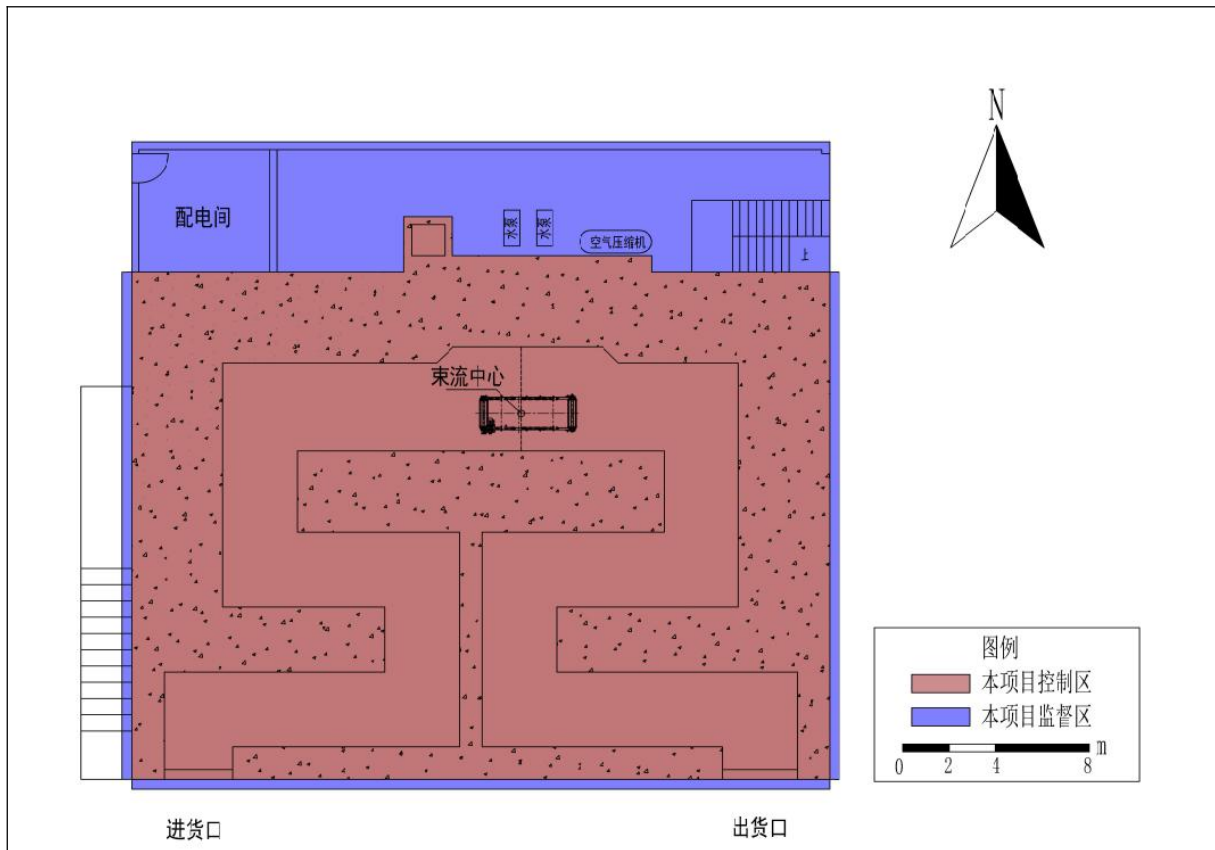 N
配电间
水泵
水泵
空气压缩机
上
束流中心
图例
本项目控制区
本项目监督区
m
0 2 4 8
进货口
出货口